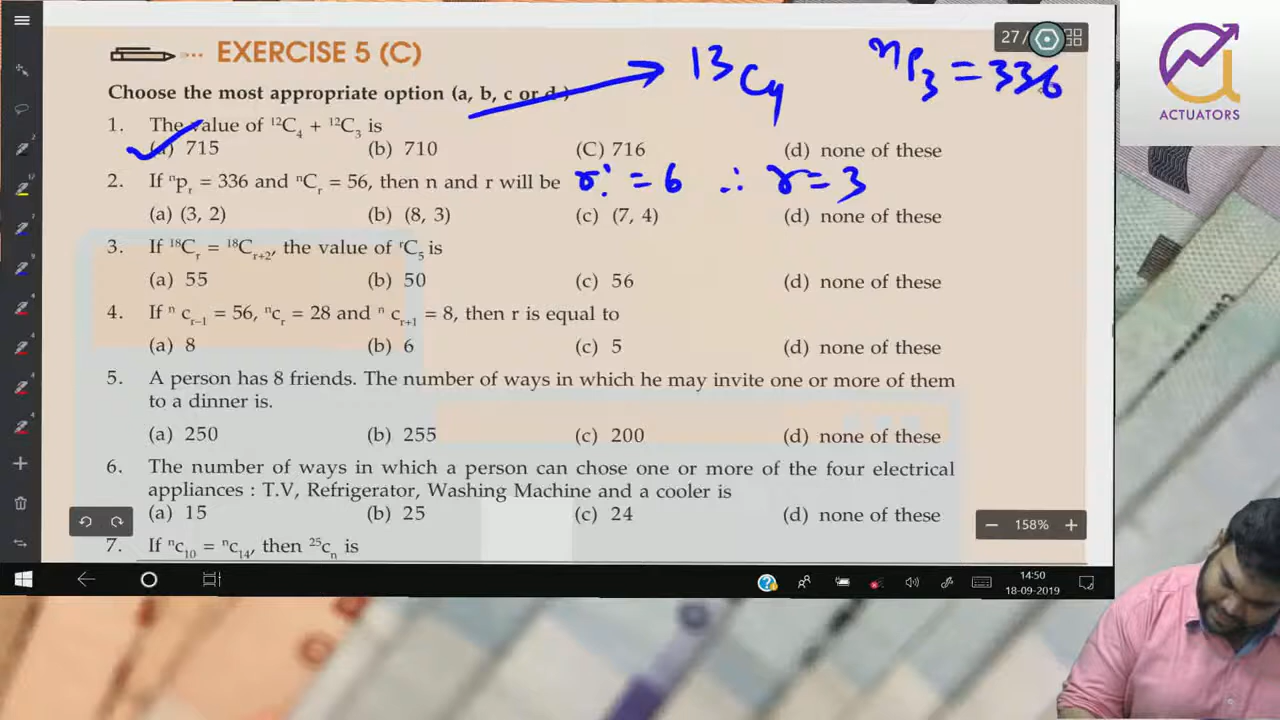 EXERCISE 5 (C)
27/
ⁿP₃ = 336
¹³C₄
ACTUATORS
Choose the most appropriate option (a, b, c or d.)
1. The value of ¹²C₄ + ¹²C₃ is
(a) 715 (b) 710 (C) 716 (d) none of these
2. If ⁿpᵣ = 336 and ⁿCᵣ = 56, then n and r will be r! = 6 ∴ r = 3
(a) (3, 2) (b) (8, 3) (c) (7, 4) (d) none of these
3. If ¹⁸Cᵣ = ¹⁸Cᵣ₊₂, the value of ʳC₅ is
(a) 55 (b) 50 (c) 56 (d) none of these
4. If ⁿ cᵣ₋₁ = 56, ⁿcᵣ = 28 and ⁿ cᵣ₊₁ = 8, then r is equal to
(a) 8 (b) 6 (c) 5 (d) none of these
5. A person has 8 friends. The number of ways in which he may invite one or more of them
to a dinner is.
(a) 250 (b) 255 (c) 200 (d) none of these
6. The number of ways in which a person can chose one or more of the four electrical
appliances : T.V, Refrigerator, Washing Machine and a cooler is
(a) 15 (b) 25 (c) 24 (d) none of these
7. If ⁿc₁₀ = ⁿc₁₄, then ²⁵cₙ is
158%
14:50
18-09-2019